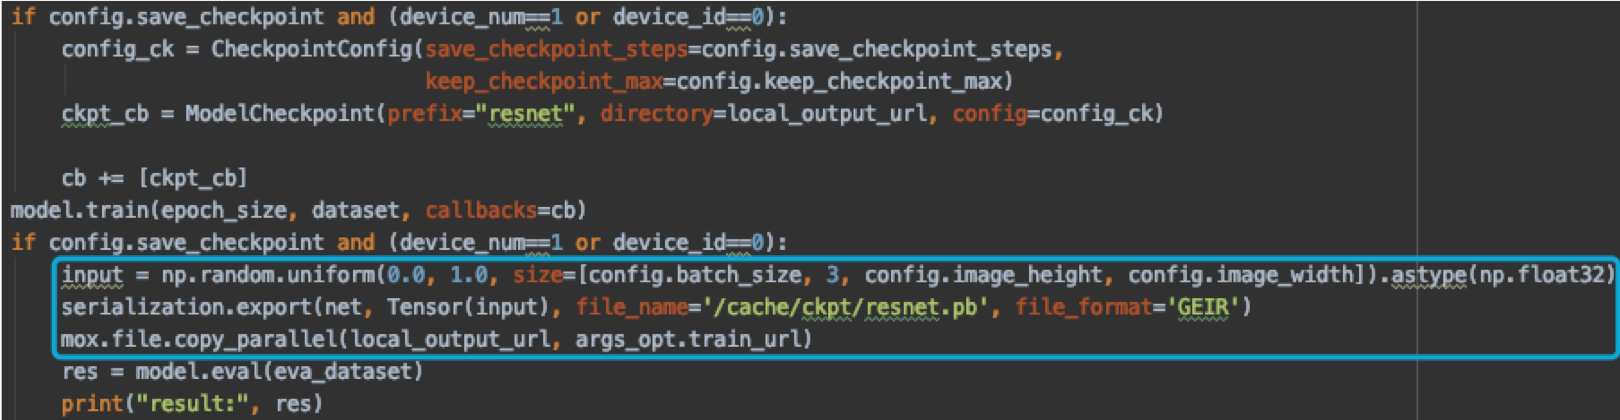 if config.save_checkpoint and (device_num==1 or device_id==0):
config_ck = CheckpointConfig(save_checkpoint_steps=config.save_checkpoint_steps,
keep_checkpoint_max=config.keep_checkpoint_max)
ckpt_cb = ModelCheckpoint(prefix="resnet", directory=local_output_url, config=config_ck)
cb += [ckpt_cb]
model.train(epoch_size, dataset, callbacks=cb)
if config.save_checkpoint and (device_num==1 or device_id==0):
input = np.random.uniform(0.0, 1.0, size=[config.batch_size, 3, config.image_height, config.image_width]).astype(np.float32)
serialization.export(net, Tensor(input), file_name='/cache/ckpt/resnet.pb', file_format='GEIR')
mox.file.copy_parallel(local_output_url, args_opt.train_url)
res = model.eval(eva_dataset)
print("result:", res)